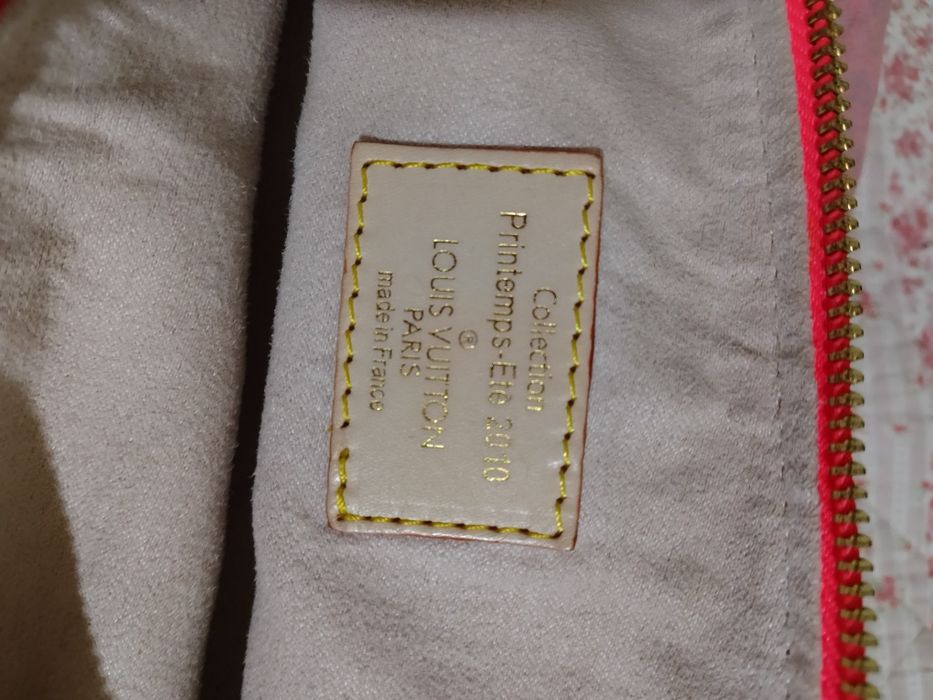 Collection
Printemps-Eté 2010
®
LOUIS VUITTON
PARIS
made in France